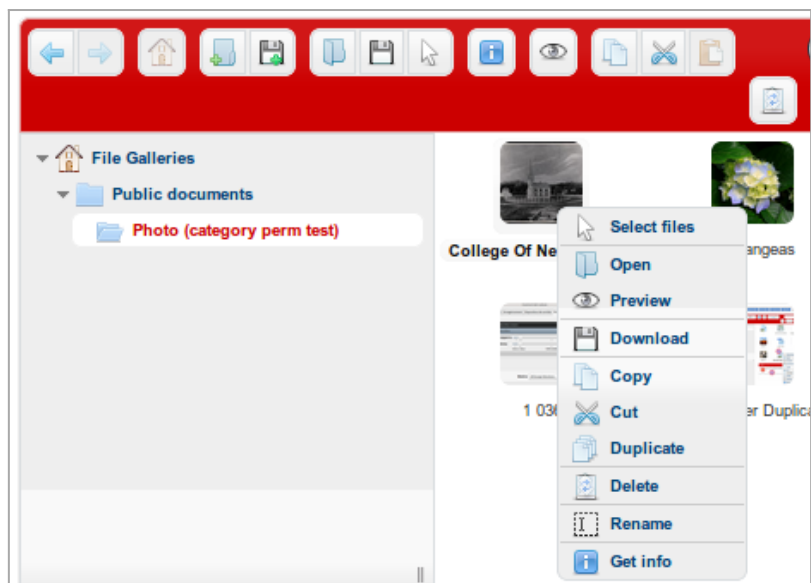 File Galleries
Public documents
Photo (category perm test)
College Of Ne
angeas
1 036
er Duplica
Select files
Open
Preview
Download
Copy
Cut
Duplicate
Delete
Rename
Get info